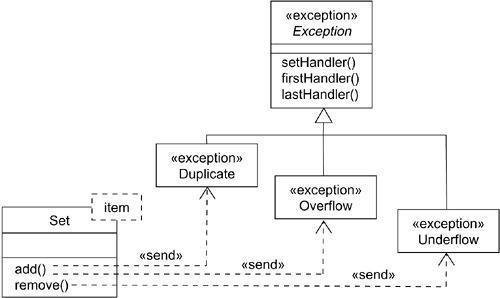 «exception»
Exception
setHandler()
firstHandler()
lastHandler()
«exception»
Duplicate
«exception»
Overflow
«exception»
Underflow
item
Set
add()
remove()
«send»
«send»
«send»